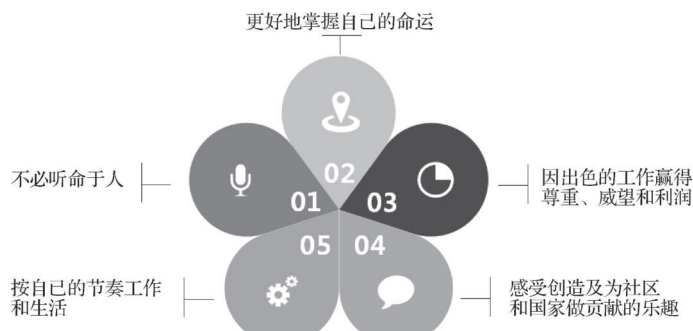 更好地掌握自己的命运
不必听命于人
01
02
03
因出色的工作赢得
尊重、威望和利润
05
04
按自己的节奏工作
和生活
感受创造及为社区
和国家做贡献的乐趣